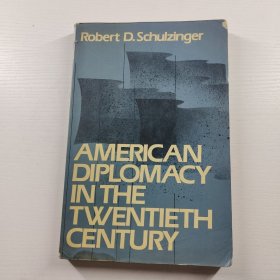 Robert D. Schulzinger
AMERICAN
DIPLOMACY
IN THE
TWENTIETH
CENTURY